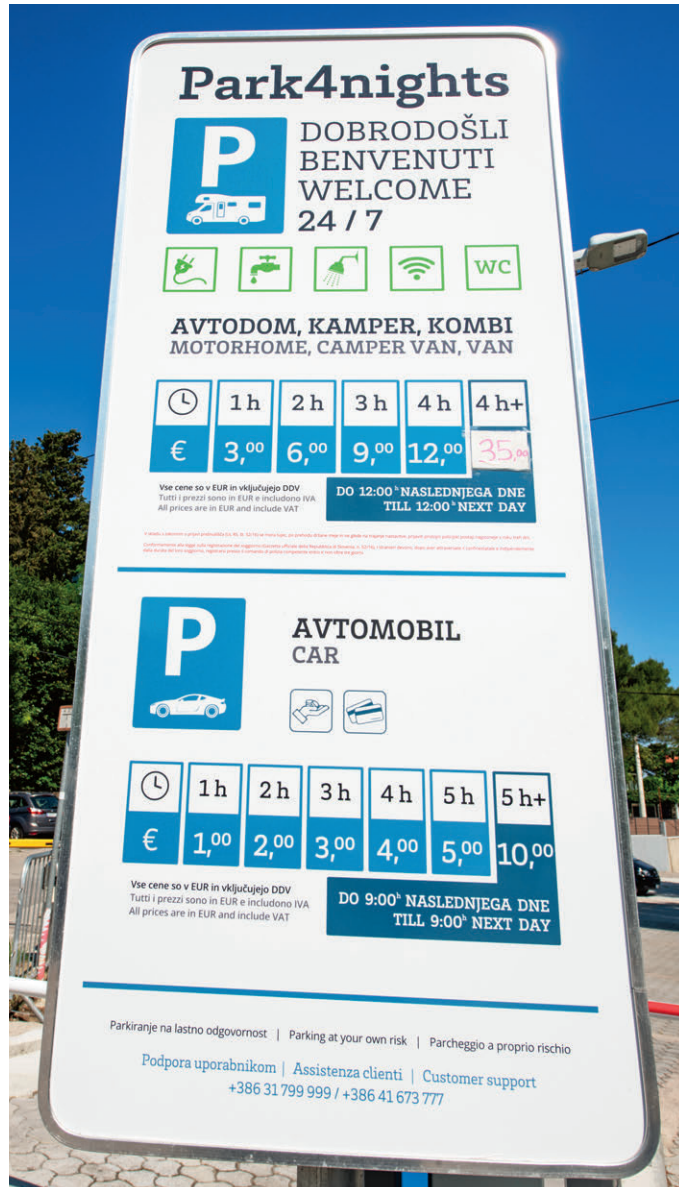 Park4nights
P
DOBRODOŠLI
BENVENUTI
WELCOME
24 / 7
WC
AVTODOM, KAMPER, KOMBI
MOTORHOME, CAMPER VAN, VAN
1 h 2 h 3 h 4 h 4 h+
€ 3,00 6,00 9,00 12,00 35,00
Vse cene so v EUR in vključujejo DDV
Tutti i prezzi sono in EUR e includono IVA
All prices are in EUR and include VAT
DO 12:00h NASLEDNJEGA DNE
TILL 12:00h NEXT DAY
P
AVTOMOBIL
CAR
1 h 2 h 3 h 4 h 5 h 5 h+
€ 1,00 2,00 3,00 4,00 5,00 10,00
Vse cene so v EUR in vključujejo DDV
Tutti i prezzi sono in EUR e includono IVA
All prices are in EUR and include VAT
DO 9:00h NASLEDNJEGA DNE
TILL 9:00h NEXT DAY
Parkiranje na lastno odgovornost | Parking at your own risk | Parcheggio a proprio rischio
Podpora uporabnikom | Assistenza clienti | Customer support
+386 31 799 999 / +386 41 673 777